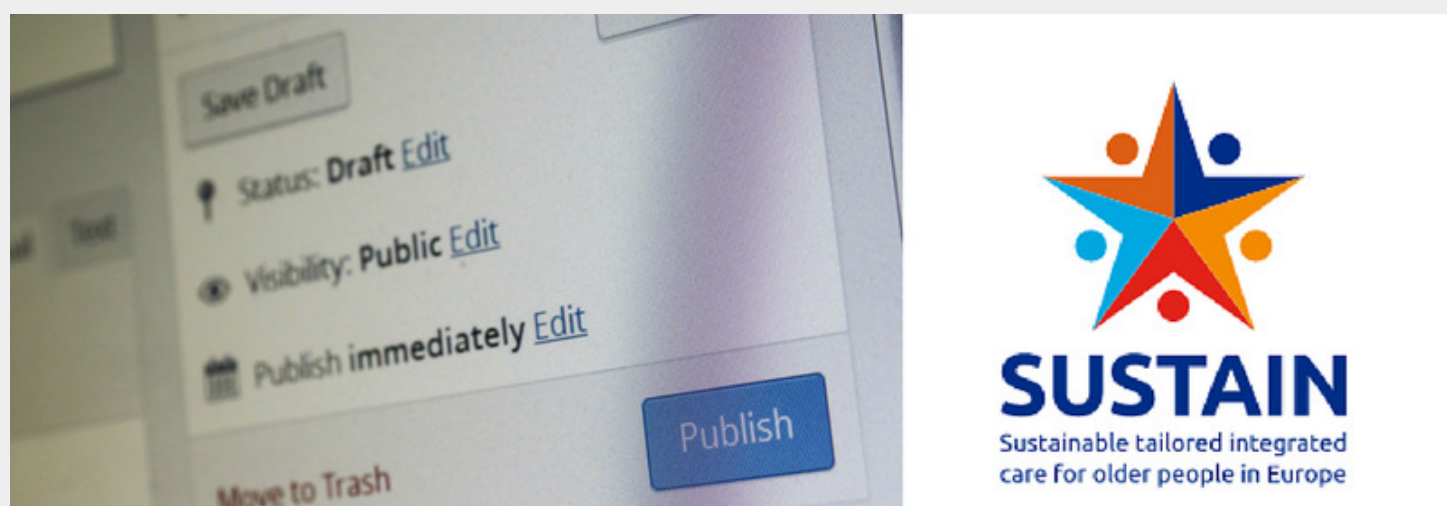 Save Draft
Status: Draft Edit
Visibility: Public Edit
Text
Publish immediately Edit
Publish
Move to Trash
SUSTAIN
Sustainable tailored integrated
care for older people in Europe